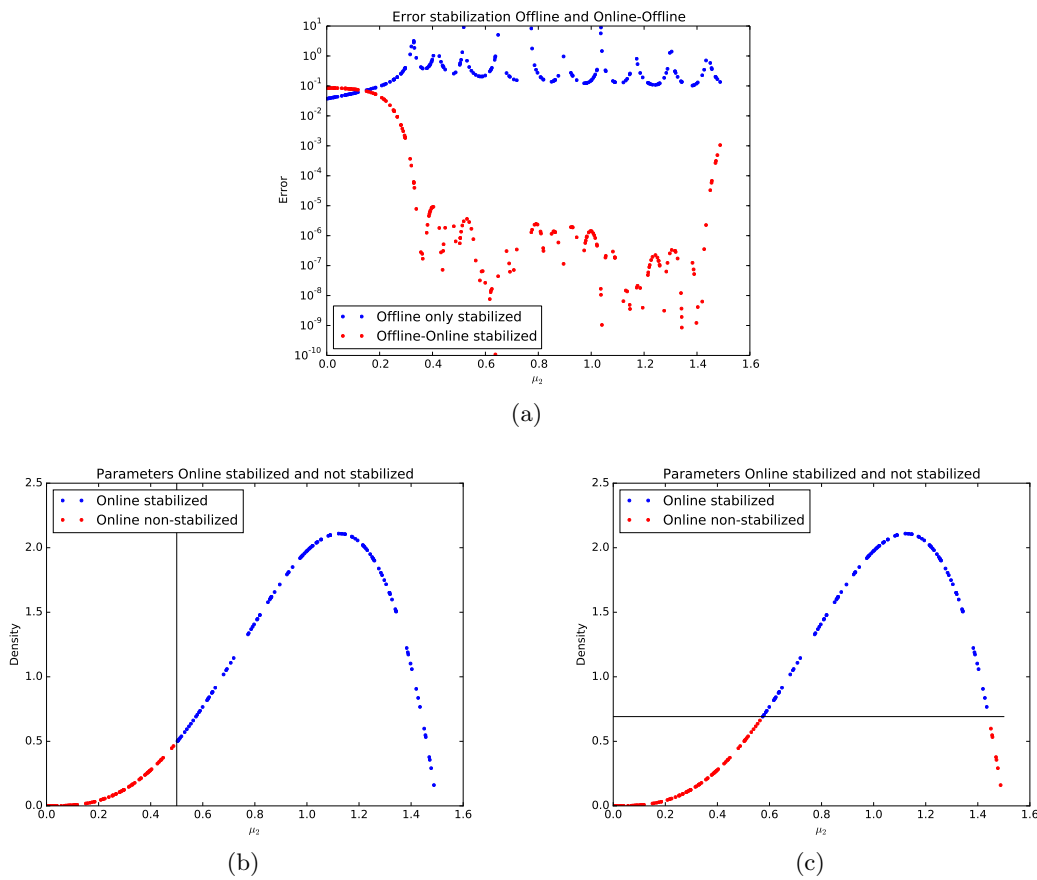 Error stabilization Offline and Online-Offline
10^1
10^0
10^-1
10^-2
10^-3
10^-4
10^-5
10^-6
10^-7
10^-8
10^-9
10^-10
Error
Offline only stabilized
Offline-Online stabilized
0.0 0.2 0.4 0.6 0.8 1.0 1.2 1.4 1.6
μ_2
(a)
Parameters Online stabilized and not stabilized
2.5
2.0
1.5
1.0
0.5
0.0
Density
Online stabilized
Online non-stabilized
0.0 0.2 0.4 0.6 0.8 1.0 1.2 1.4 1.6
μ_2
(b)
Parameters Online stabilized and not stabilized
2.5
2.0
1.5
1.0
0.5
0.0
Density
Online stabilized
Online non-stabilized
0.0 0.2 0.4 0.6 0.8 1.0 1.2 1.4 1.6
μ_2
(c)